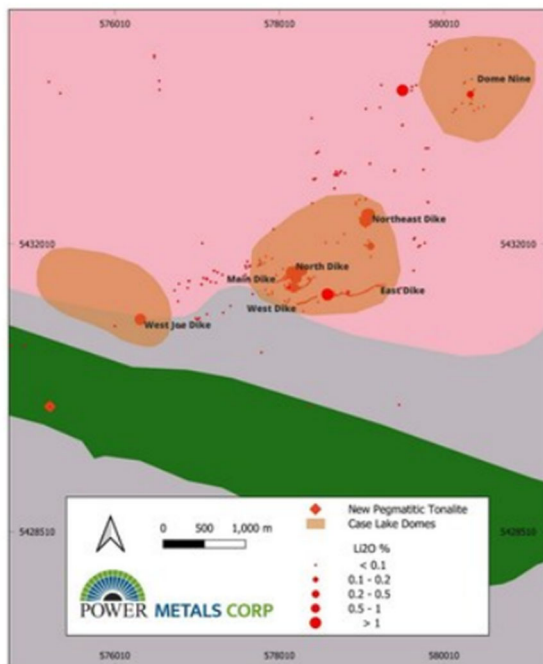 576010 578010 580010
Dome Nine
Northeast Dike
5432010 5432010
North Dike
Main Dike
East Dike
West Dike
West Joe Dike
5428510 5428510
New Pegmatitic Tonalite
Case Lake Domes
0 500 1,000 m
Li2O %
< 0.1
0.1 - 0.2
0.2 - 0.5
0.5 - 1
> 1
POWER METALS CORP
576010 578010 580010